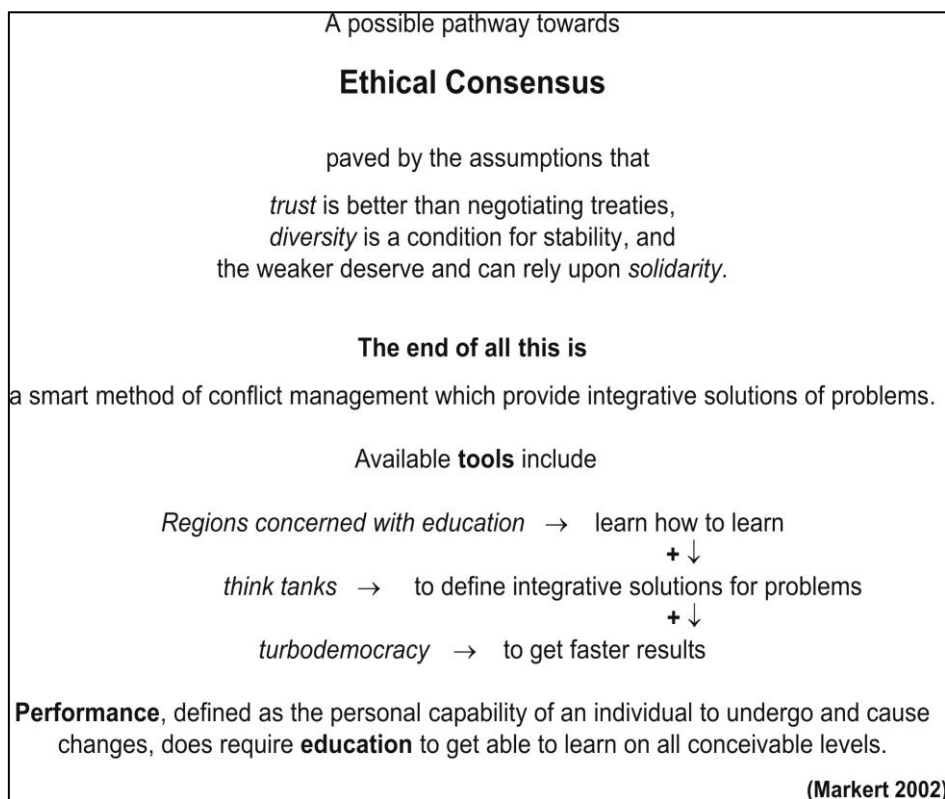 A possible pathway towards
Ethical Consensus
paved by the assumptions that
trust is better than negotiating treaties,
diversity is a condition for stability, and
the weaker deserve and can rely upon solidarity.
The end of all this is
a smart method of conflict management which provide integrative solutions of problems.
Available tools include
Regions concerned with education → learn how to learn
+ ↓
think tanks → to define integrative solutions for problems
+ ↓
turbodemocracy → to get faster results
Performance, defined as the personal capability of an individual to undergo and cause
changes, does require education to get able to learn on all conceivable levels.
(Markert 2002)